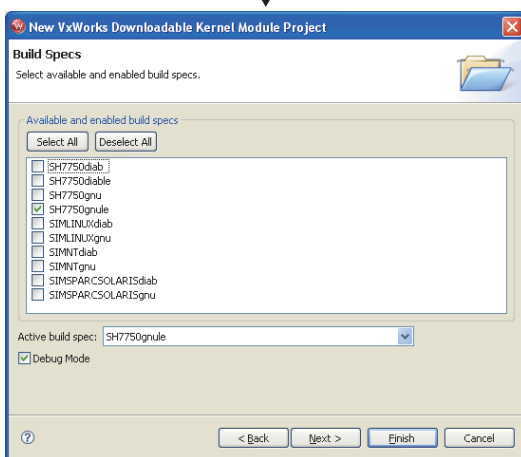 New VxWorks Downloadable Kernel Module Project
Build Specs
Select available and enabled build specs.
Available and enabled build specs
Select All Deselect All
SH7750diab
SH7750diable
SH7750gnu
SH7750gnule
SIMLINUXdiab
SIMLINUXgnu
SIMNTdiab
SIMNTgnu
SIMSPARCSOLARISdiab
SIMSPARCSOLARISgnu
Active build spec: SH7750gnule
Debug Mode
? < Back Next > Finish Cancel